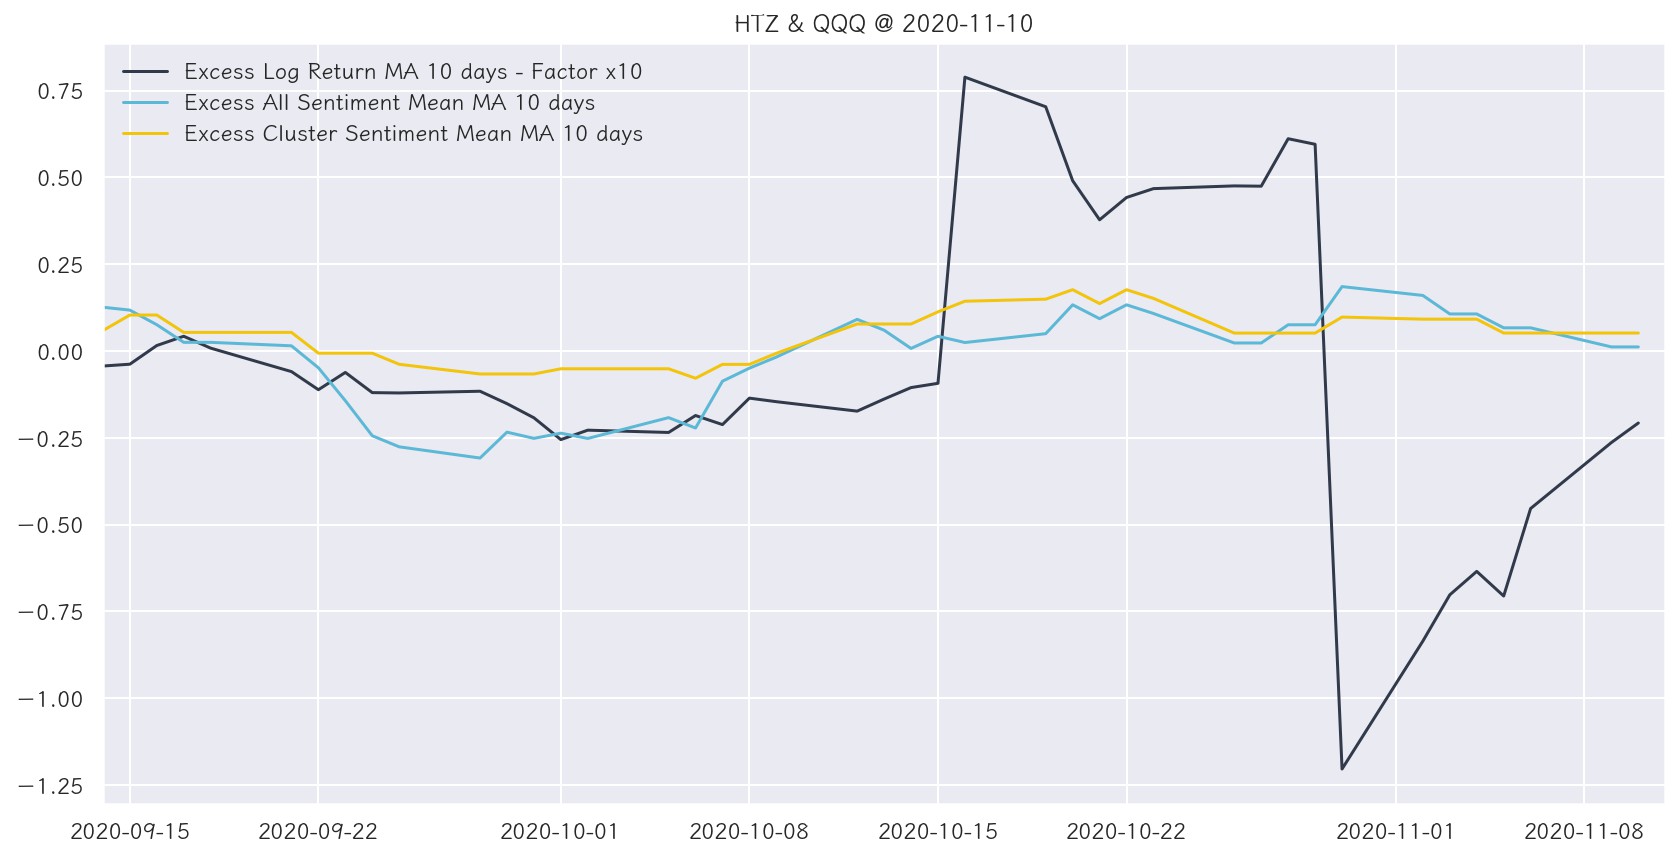 HTZ & QQQ @ 2020-11-10
Excess Log Return MA 10 days - Factor x10
Excess All Sentiment Mean MA 10 days
Excess Cluster Sentiment Mean MA 10 days
0.75
0.50
0.25
0.00
−0.25
−0.50
−0.75
−1.00
−1.25
2020-09-15 2020-09-22 2020-10-01 2020-10-08 2020-10-15 2020-10-22 2020-11-01 2020-11-08